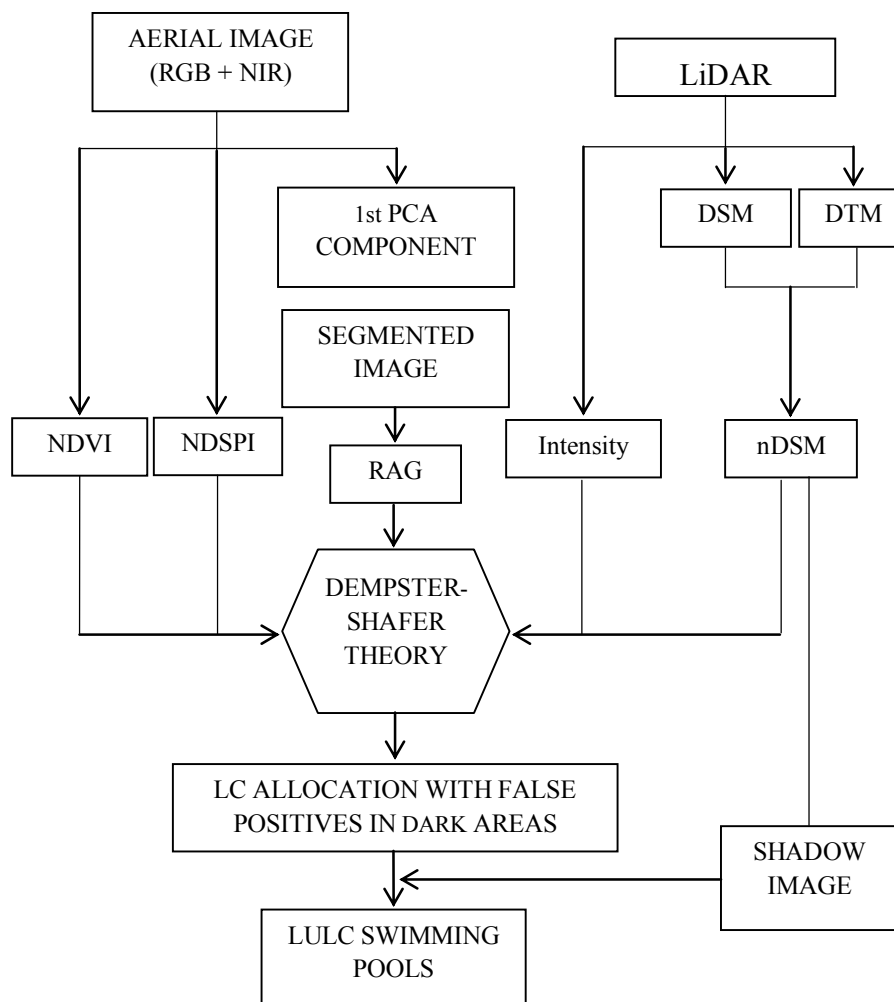 AERIAL IMAGE
(RGB + NIR)
LiDAR
1st PCA
COMPONENT
DSM
DTM
SEGMENTED
IMAGE
NDVI
NDSPI
RAG
Intensity
nDSM
DEMPSTER-
SHAFER
THEORY
LC ALLOCATION WITH FALSE
POSITIVES IN DARK AREAS
SHADOW
IMAGE
LULC SWIMMING
POOLS